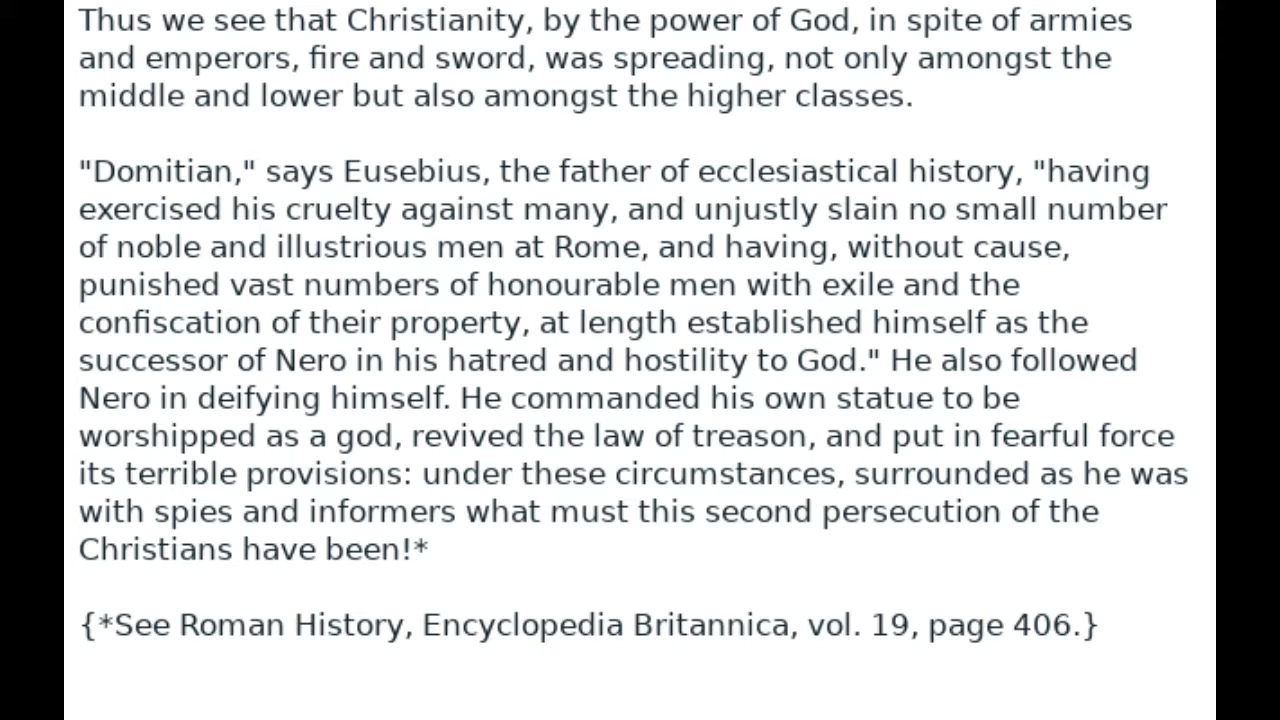 Thus we see that Christianity, by the power of God, in spite of armies
and emperors, fire and sword, was spreading, not only amongst the
middle and lower but also amongst the higher classes.
"Domitian," says Eusebius, the father of ecclesiastical history, "having
exercised his cruelty against many, and unjustly slain no small number
of noble and illustrious men at Rome, and having, without cause,
punished vast numbers of honourable men with exile and the
confiscation of their property, at length established himself as the
successor of Nero in his hatred and hostility to God." He also followed
Nero in deifying himself. He commanded his own statue to be
worshipped as a god, revived the law of treason, and put in fearful force
its terrible provisions: under these circumstances, surrounded as he was
with spies and informers what must this second persecution of the
Christians have been!*
{*See Roman History, Encyclopedia Britannica, vol. 19, page 406.}